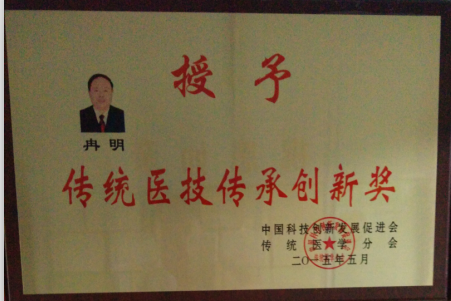 授予
冉明
传统医技传承创新奖
中国科技创新发展促进会
传统医学分会
二〇一五年五月